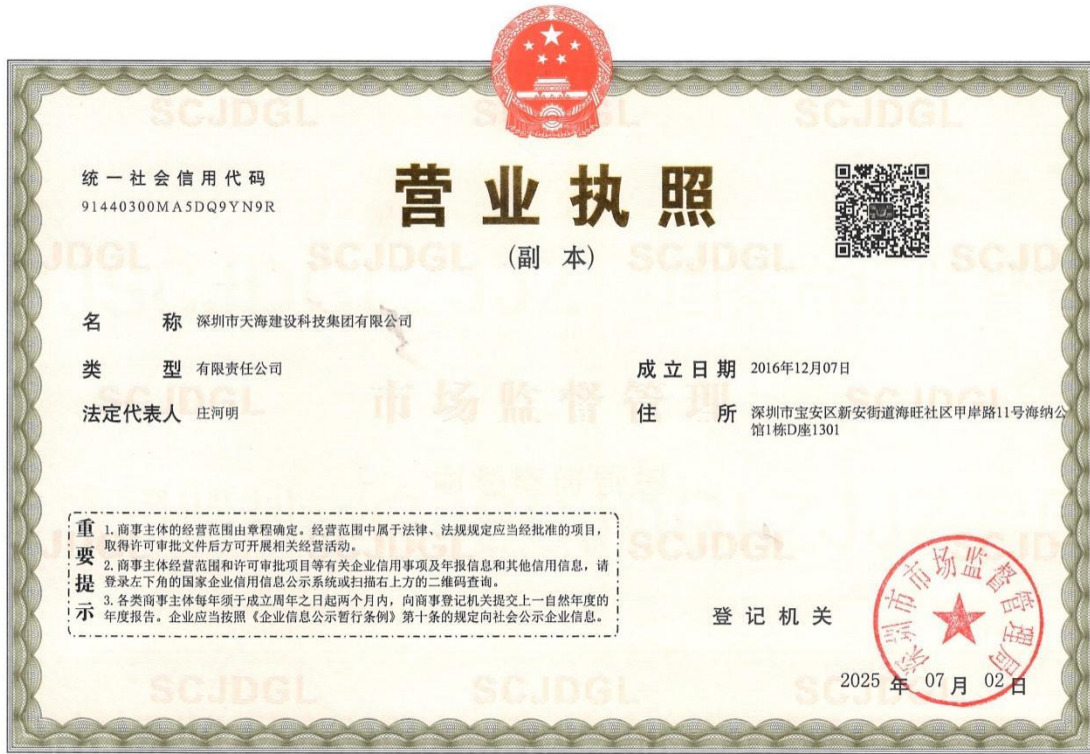 统一社会信用代码
91440300MA5DQ9YN9R
营业执照
(副 本)
名 称 深圳市天海建设科技集团有限公司
类 型 有限责任公司
法定代表人 庄河明
成立日期 2016年12月07日
住 所 深圳市宝安区新安街道海旺社区甲岸路11号海纳公
馆1栋D座1301
重要提示
1. 商事主体的经营范围由章程确定。经营范围中属于法律、法规规定应当经批准的项目，
取得许可审批文件后方可开展相关经营活动。
2. 商事主体经营范围和许可审批项目等有关企业信用事项及年报信息和其他信用信息，请
登录左下角的国家企业信用信息公示系统或扫描右上方的二维码查询。
3. 各类商事主体每年须于成立周年之日起两个月内，向商事登记机关提交上一自然年度的
年度报告。企业应当按照《企业信息公示暂行条例》第十条的规定向社会公示企业信息。
登记机关
深圳市市场监督管理局
2025 年 07 月 02 日
SCJDGL
市场监督管理